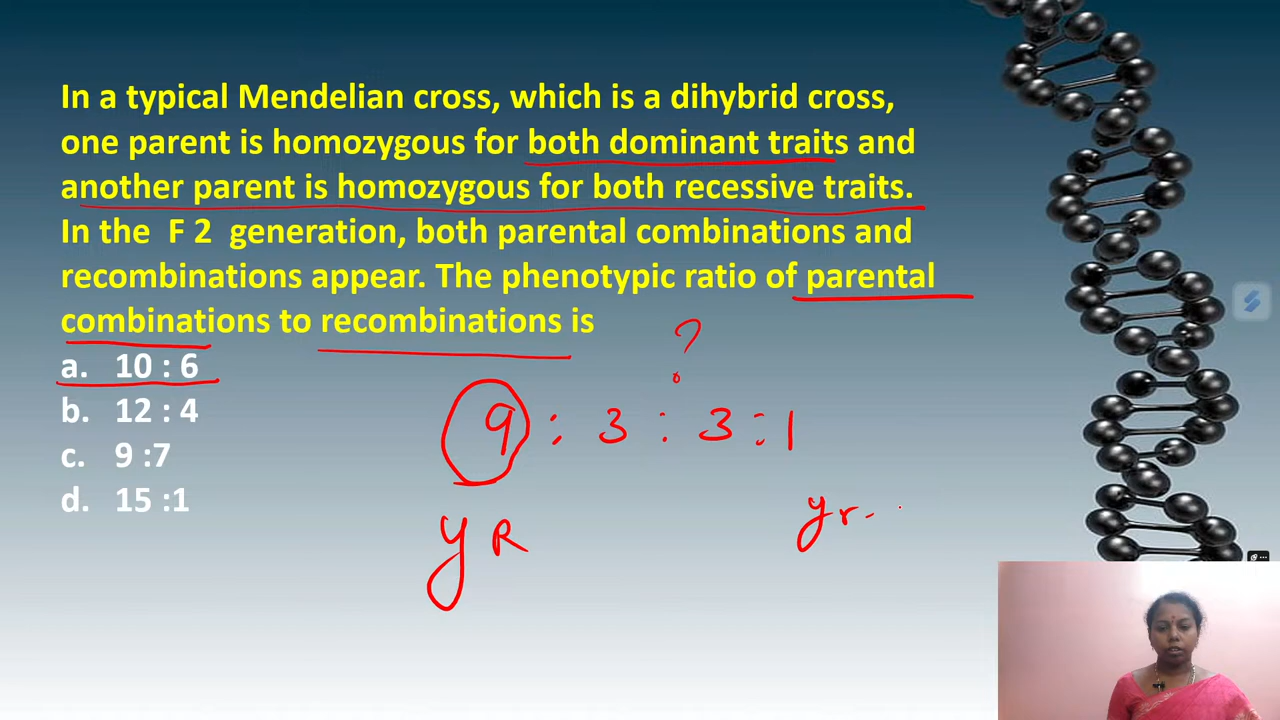 In a typical Mendelian cross, which is a dihybrid cross,
one parent is homozygous for both dominant traits and
another parent is homozygous for both recessive traits.
In the F 2 generation, both parental combinations and
recombinations appear. The phenotypic ratio of parental
combinations to recombinations is
a. 10 : 6
b. 12 : 4
c. 9 :7
d. 15 :1
?
9 : 3 : 3 : 1
y R
yr-